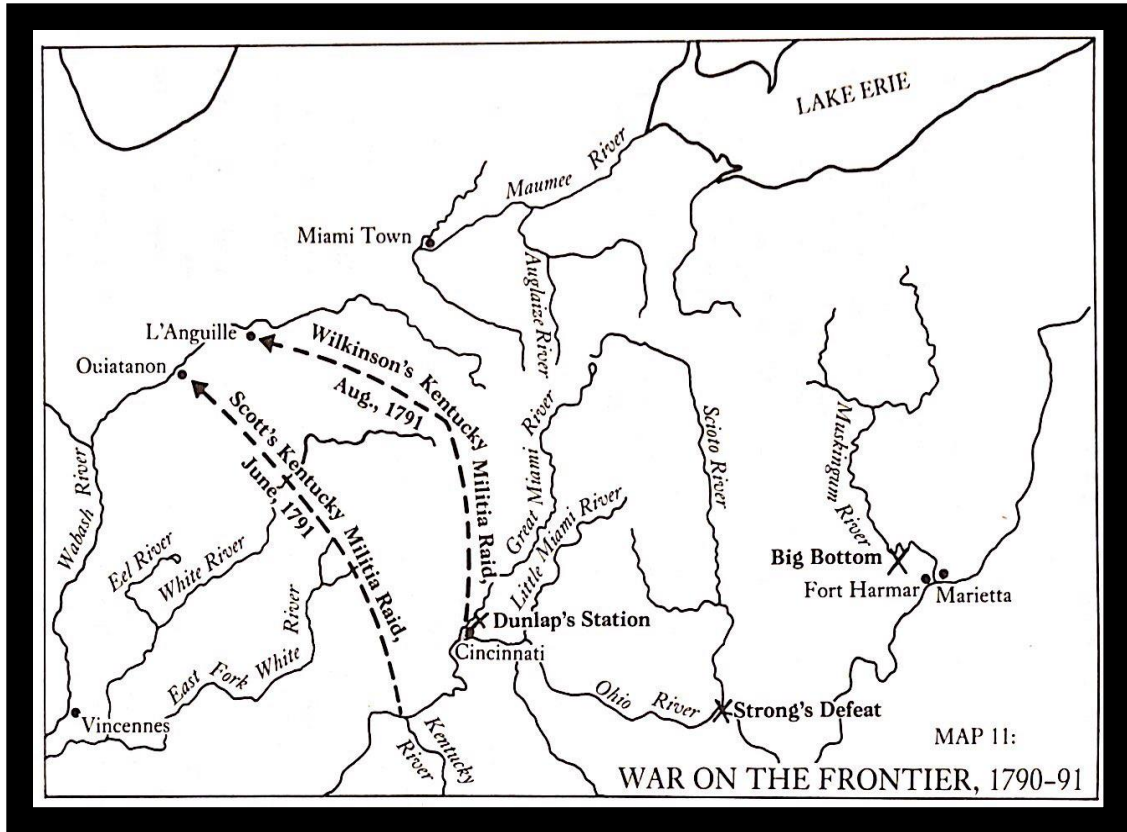 LAKE ERIE
Maumee River
Miami Town
Auglaize River
L'Anguille
Wilkinson's Kentucky Militia Raid,
Aug., 1791
Ouiatanon
Scott's Kentucky Militia Raid,
June, 1791
Great Miami River
Scioto River
Muskingum River
Wabash River
Little Miami River
Eel River
White River
Big Bottom
Fort Harmar
Marietta
Dunlap's Station
Cincinnati
East Fork White River
Ohio River
Strong's Defeat
Vincennes
Kentucky
River
MAP 11:
WAR ON THE FRONTIER, 1790-91